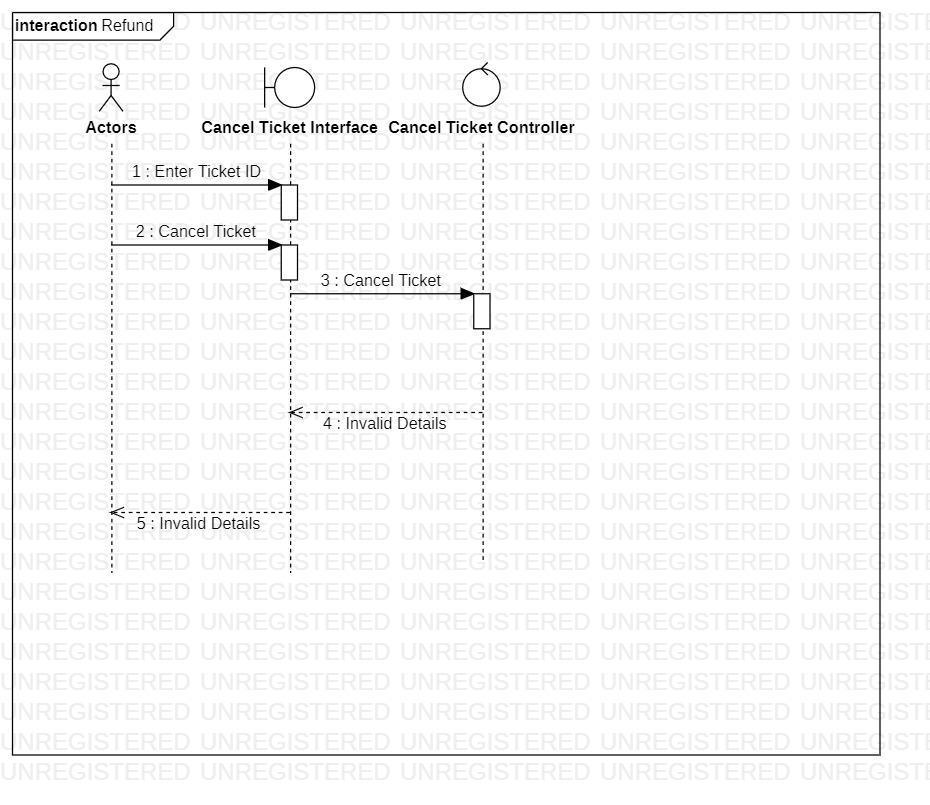 interaction Refund
Actors
Cancel Ticket Interface
Cancel Ticket Controller
1 : Enter Ticket ID
2 : Cancel Ticket
3 : Cancel Ticket
4 : Invalid Details
5 : Invalid Details
UNREGISTERED